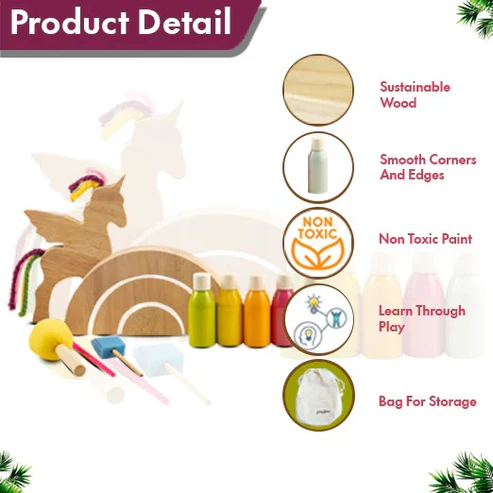 Product Detail
Sustainable
Wood
Smooth Corners
And Edges
NON
TOXIC
Non Toxic Paint
Learn Through
Play
Bag For Storage